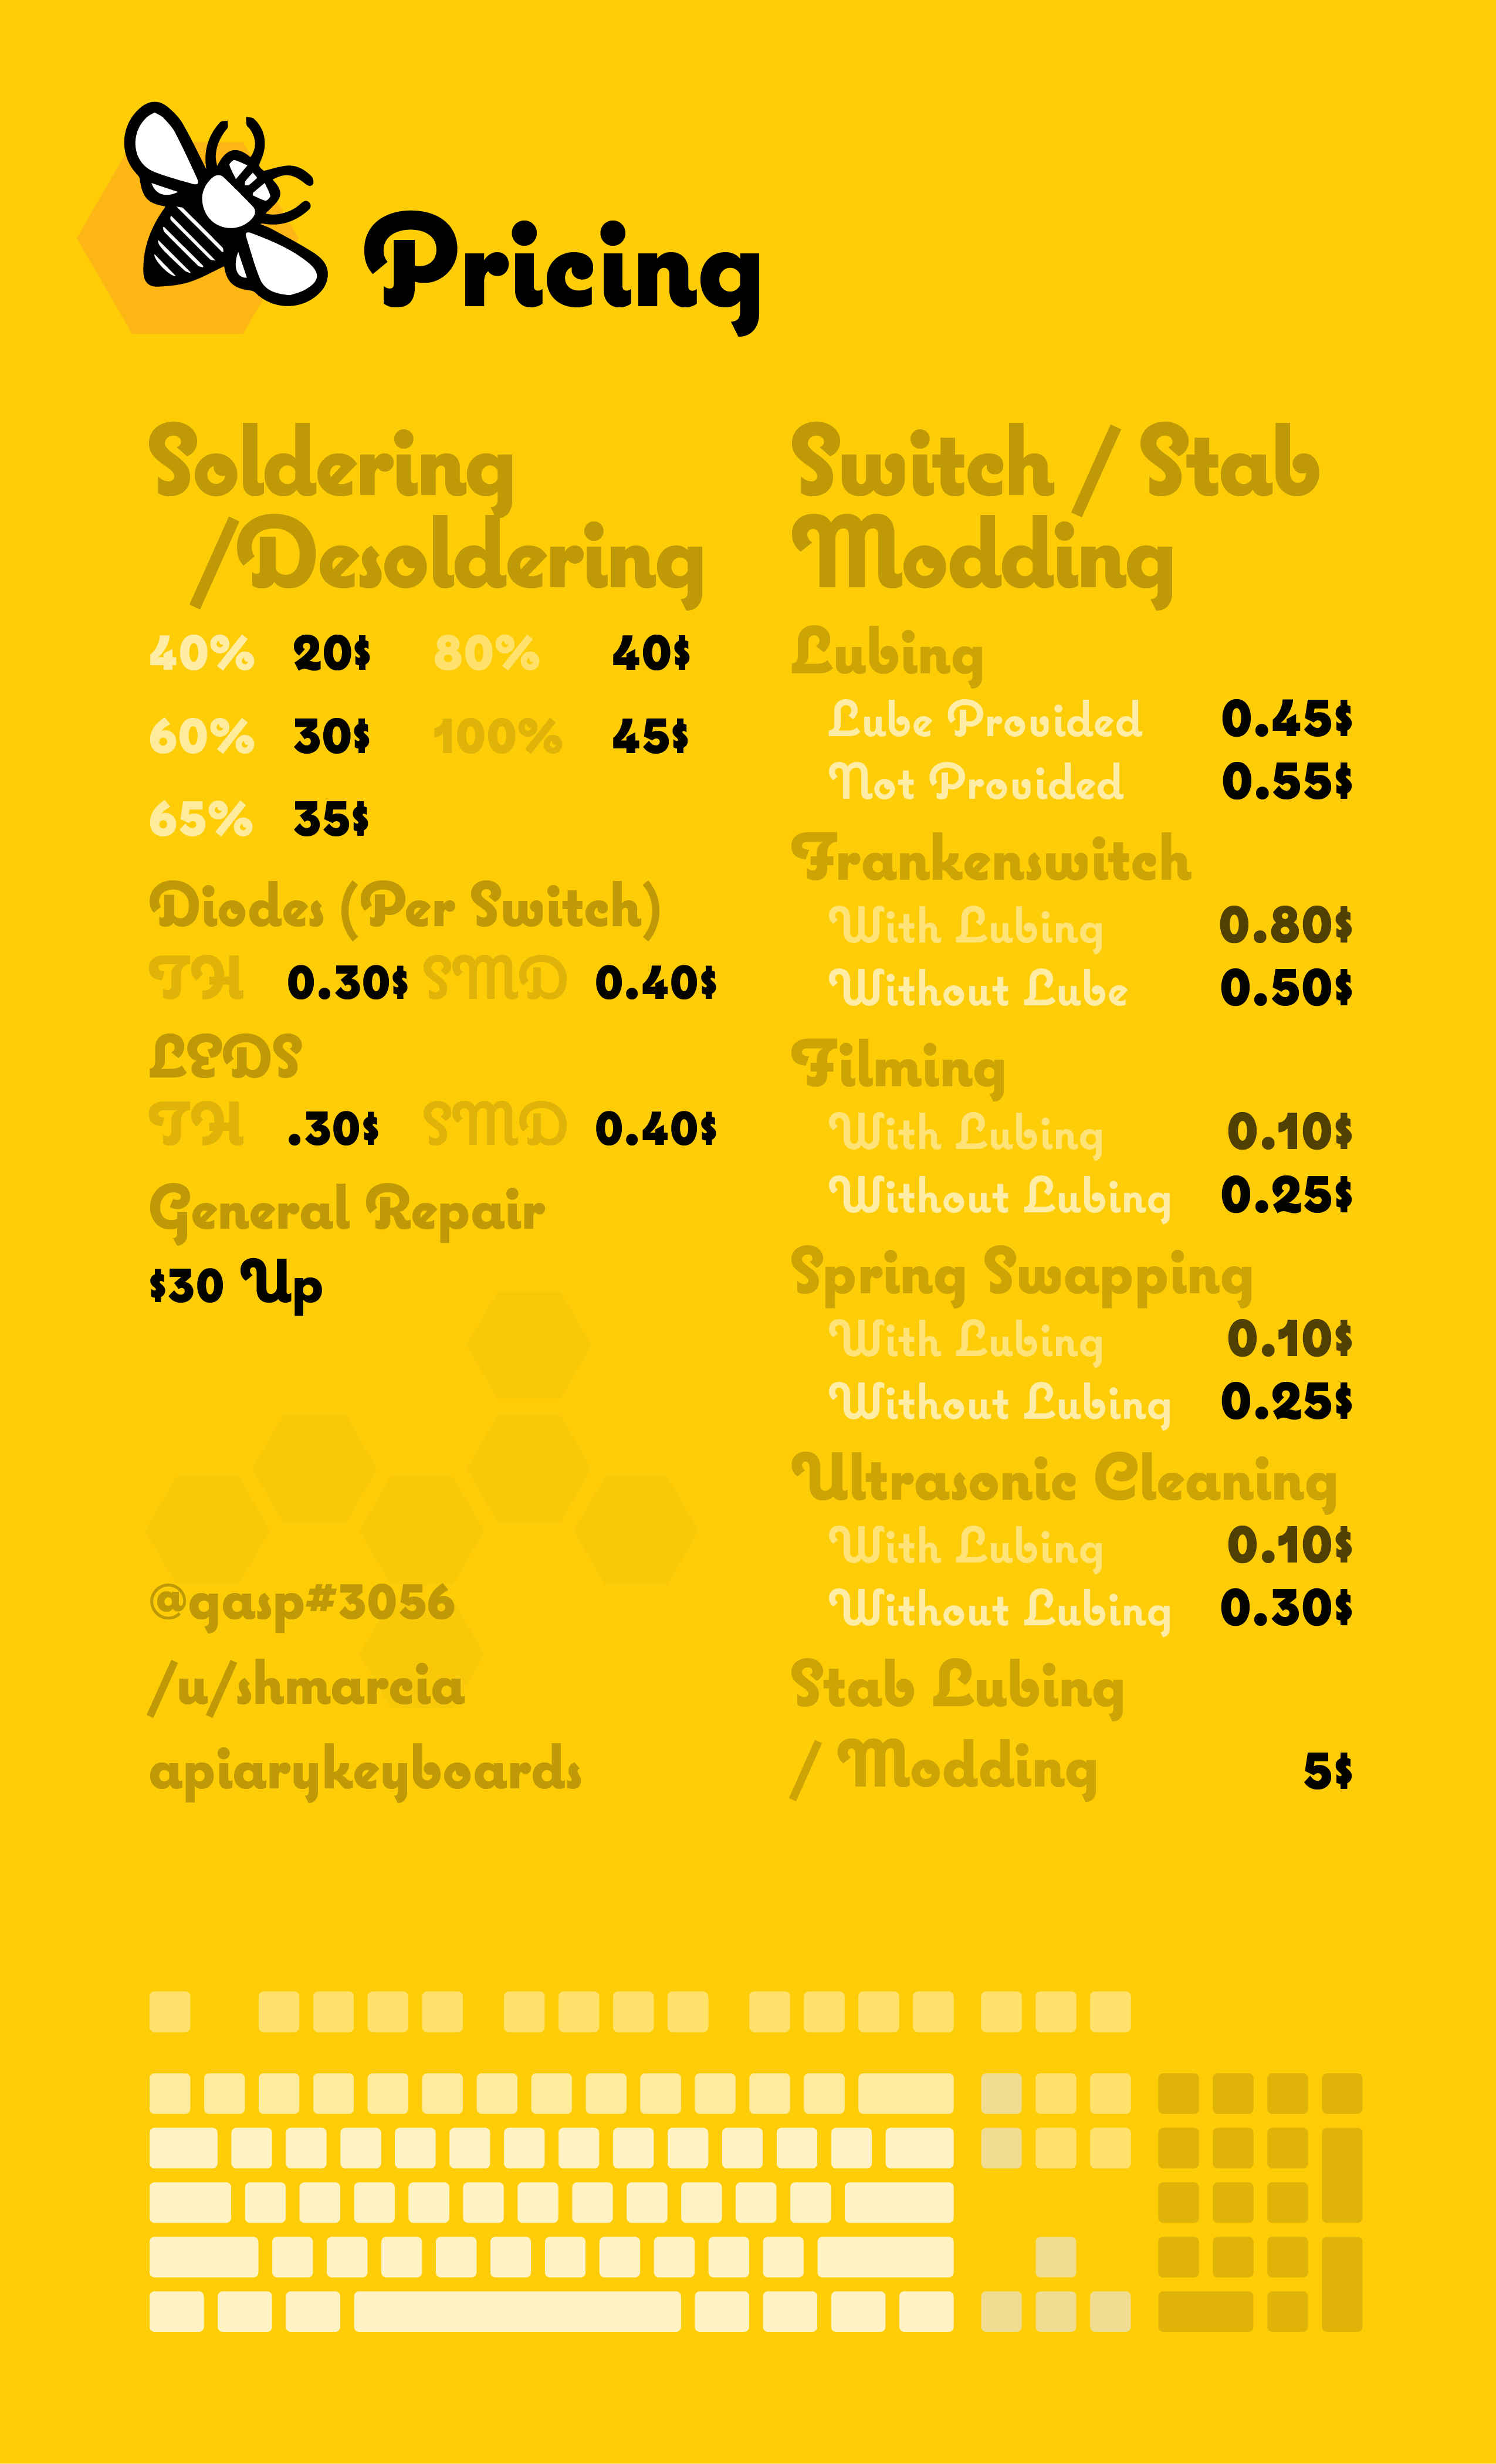 Pricing
Soldering
/Desoldering
40% 20$ 80% 40$
60% 30$ 100% 45$
65% 35$
Diodes (Per Switch)
TH 0.30$ SMD 0.40$
LEDS
TH .30$ SMD 0.40$
General Repair
$30 Up
@gasp#3056
/u/shmarcia
apiarykeyboards
Switch / Stab
Modding
Lubing
Lube Provided 0.45$
Not Provided 0.55$
Frankenswitch
With Lubing 0.80$
Without Lube 0.50$
Filming
With Lubing 0.10$
Without Lubing 0.25$
Spring Swapping
With Lubing 0.10$
Without Lubing 0.25$
Ultrasonic Cleaning
With Lubing 0.10$
Without Lubing 0.30$
Stab Lubing
/ Modding 5$